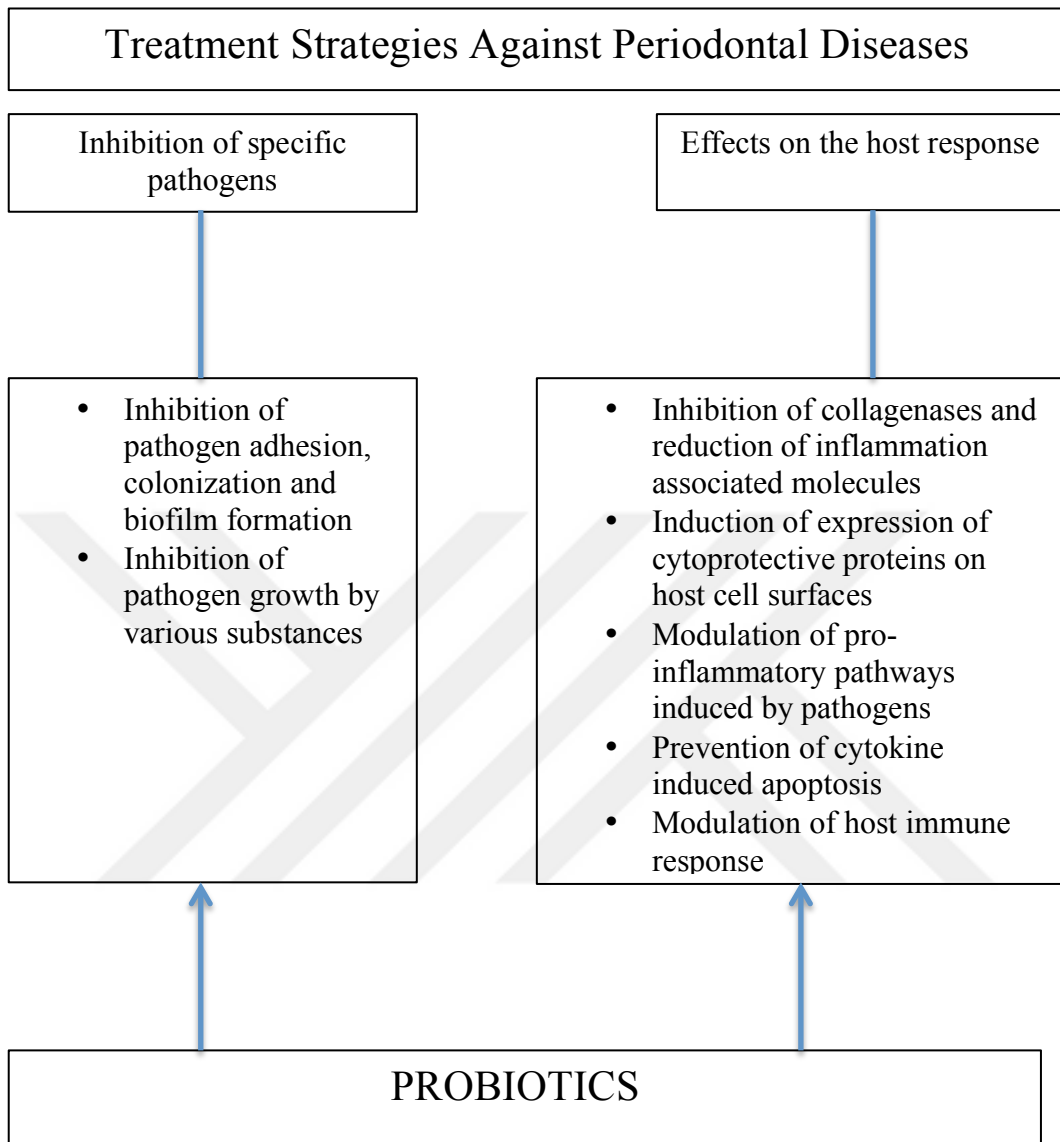 Treatment Strategies Against Periodontal Diseases
Inhibition of specific
pathogens
Effects on the host response
• Inhibition of
pathogen adhesion,
colonization and
biofilm formation
• Inhibition of
pathogen growth by
various substances
• Inhibition of collagenases and
reduction of inflammation
associated molecules
• Induction of expression of
cytoprotective proteins on
host cell surfaces
• Modulation of pro-
inflammatory pathways
induced by pathogens
• Prevention of cytokine
induced apoptosis
• Modulation of host immune
response
PROBIOTICS